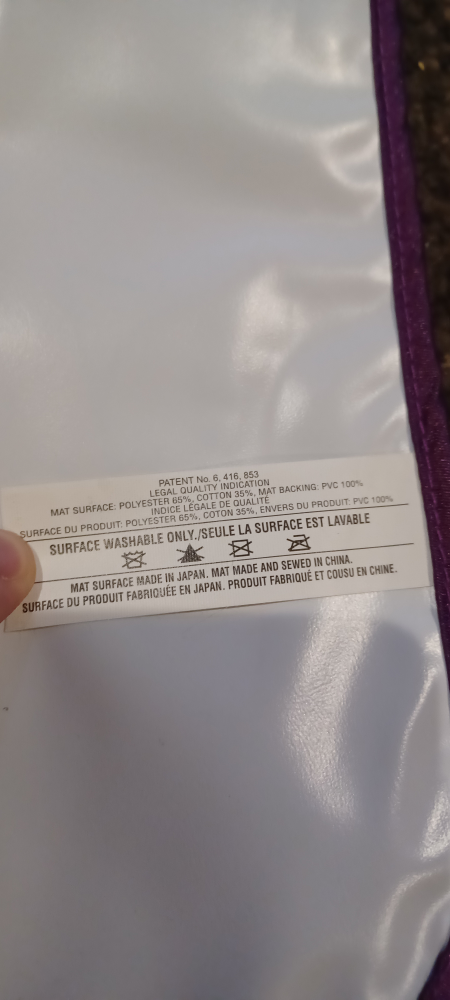 PATENT No. 6, 416, 853
LEGAL QUALITY INDICATION
MAT SURFACE: POLYESTER 65%, COTTON 35%, MAT BACKING: PVC 100%
INDICE LÉGALE DE QUALITÉ
SURFACE DU PRODUIT: POLYESTER 65%, COTTON 35%, ENVERS DU PRODUIT: PVC 100%
SURFACE WASHABLE ONLY./SEULE LA SURFACE EST LAVABLE
MAT SURFACE MADE IN JAPAN. MAT MADE AND SEWED IN CHINA.
SURFACE DU PRODUIT FABRIQUÉE EN JAPAN. PRODUIT FABRIQUÉ ET COUSU EN CHINE.